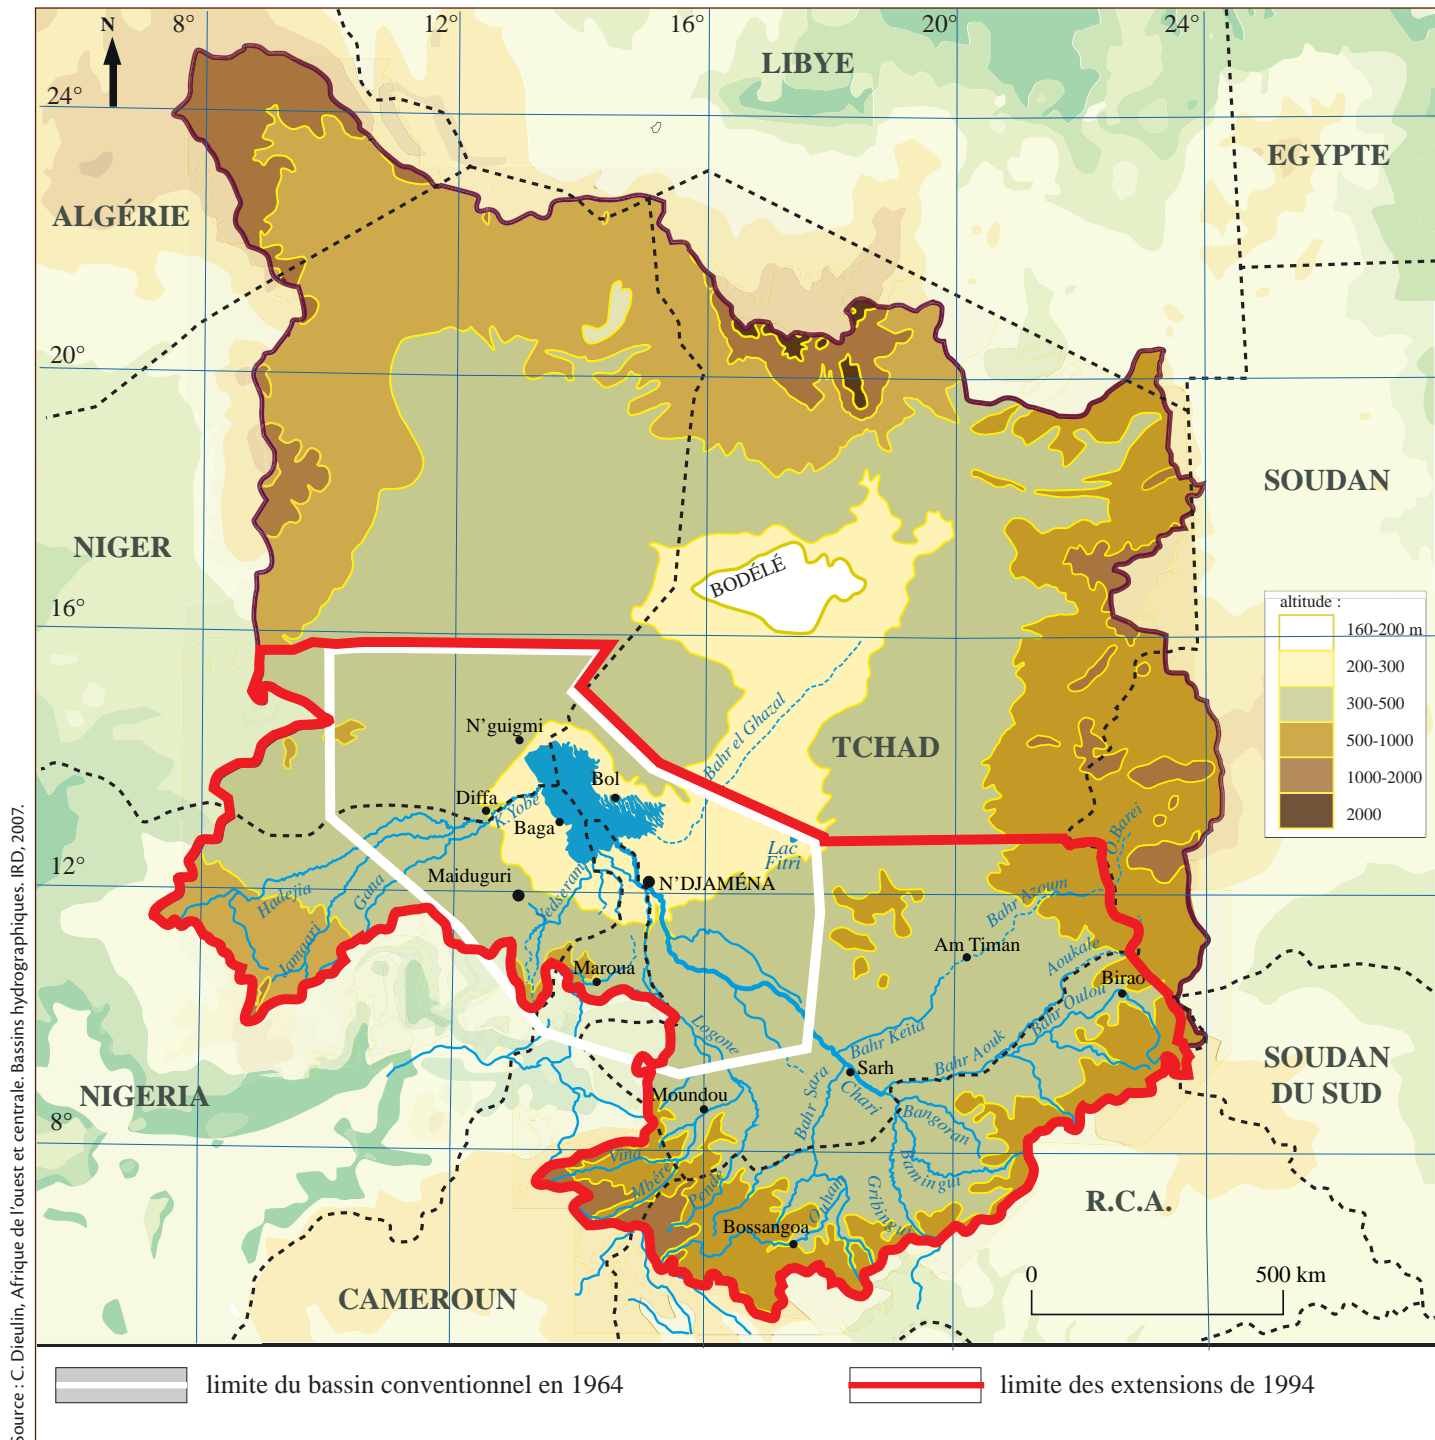 N
8°
12°
16°
20°
24°
LIBYE
24°
EGYPTE
ALGÉRIE
20°
SOUDAN
NIGER
BODÉLÉ
16°
altitude :
160-200 m
200-300
300-500
500-1000
1000-2000
2000
N'guigmi
Bahr el Ghazal
TCHAD
Bol
Diffa
K.Yobé
Baga
O.Barei
Lac
Fitri
12°
Maiduguri
N'DJAMÉNA
Hadejia
Gana
Yedseram
Bahr Azoum
Jamaari
Am Timan
Aoukale
Maroua
Birao
Bahr Oulou
Logone
Bahr Keita
Bahr Aouk
Sarh
SOUDAN
DU SUD
NIGERIA
Moundou
Bahr Sara
Chari
Bangoran
8°
Vina
Mbéré
Pendé
Bamingui
Ouham
Gribingui
R.C.A.
Bossangoa
CAMEROUN
0
500 km
limite du bassin conventionnel en 1964
limite des extensions de 1994
Source : C. Dieulin, Afrique de l'ouest et centrale. Bassins hydrographiques. IRD, 2007.